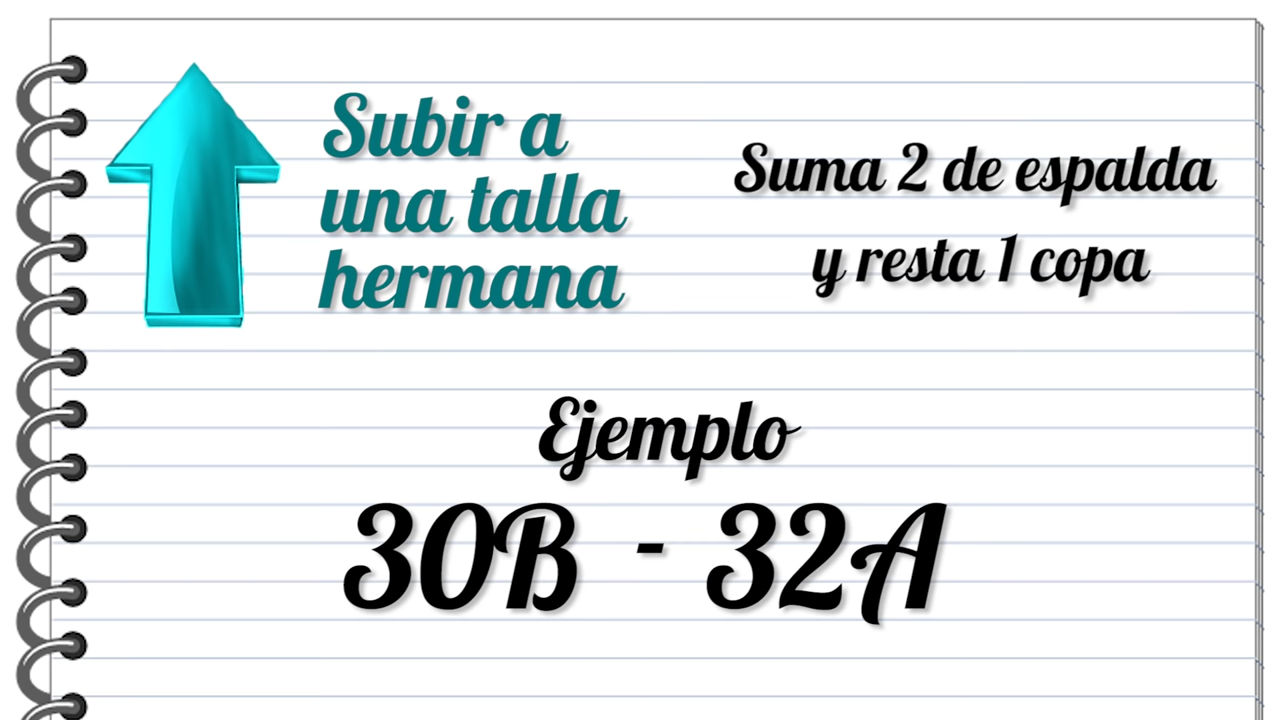 Subir a
una talla
hermana
Suma 2 de espalda
y resta 1 copa
Ejemplo
30B - 32A